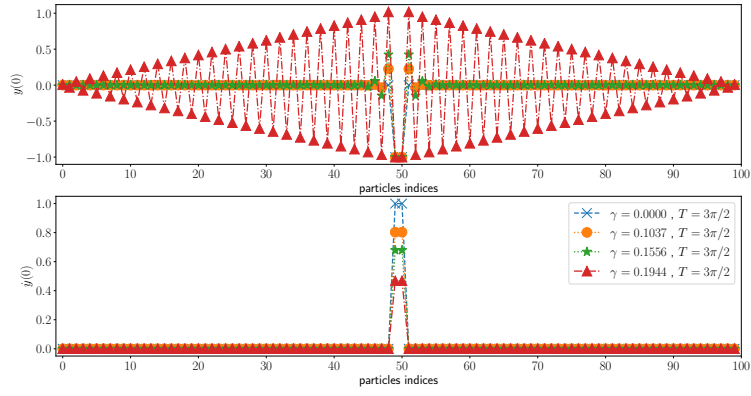 1.0
0.5
0.0
−0.5
−1.0
y(0)
0 10 20 30 40 50 60 70 80 90 100
particles indices
1.0
0.8
0.6
0.4
0.2
0.0
ẏ(0)
γ = 0.0000 , T = 3π/2
γ = 0.1037 , T = 3π/2
γ = 0.1556 , T = 3π/2
γ = 0.1944 , T = 3π/2
0 10 20 30 40 50 60 70 80 90 100
particles indices